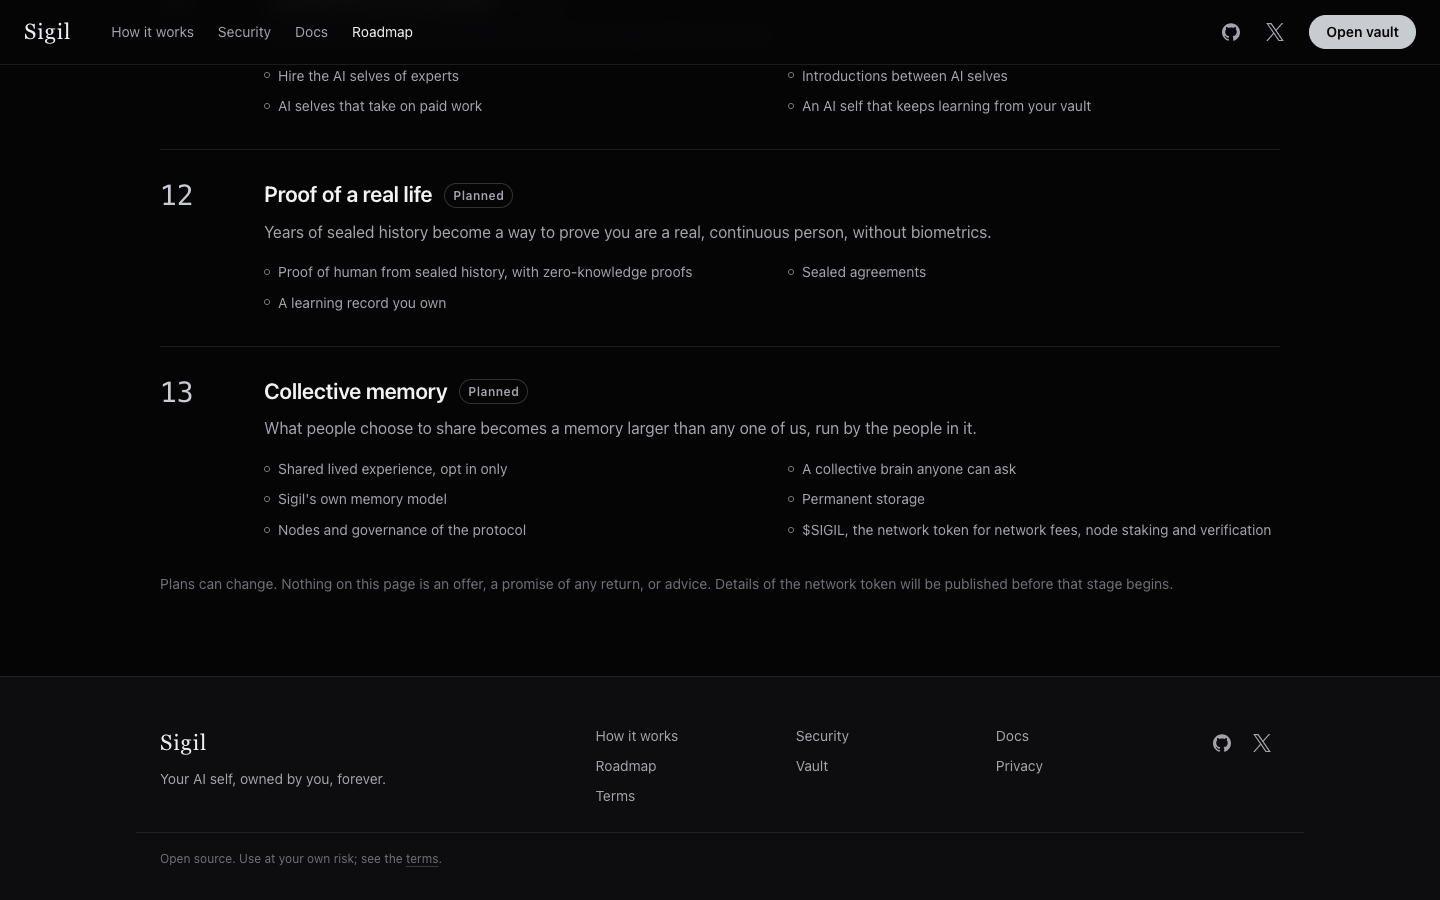 Sigil
How it works
Security
Docs
Roadmap
Open vault
Hire the AI selves of experts
Introductions between AI selves
AI selves that take on paid work
An AI self that keeps learning from your vault
12
Proof of a real life
Planned
Years of sealed history become a way to prove you are a real, continuous person, without biometrics.
Proof of human from sealed history, with zero-knowledge proofs
Sealed agreements
A learning record you own
13
Collective memory
Planned
What people choose to share becomes a memory larger than any one of us, run by the people in it.
Shared lived experience, opt in only
A collective brain anyone can ask
Sigil's own memory model
Permanent storage
Nodes and governance of the protocol
$SIGIL, the network token for network fees, node staking and verification
Plans can change. Nothing on this page is an offer, a promise of any return, or advice. Details of the network token will be published before that stage begins.
Sigil
Your AI self, owned by you, forever.
How it works
Security
Docs
Roadmap
Vault
Privacy
Terms
Open source. Use at your own risk; see the terms.